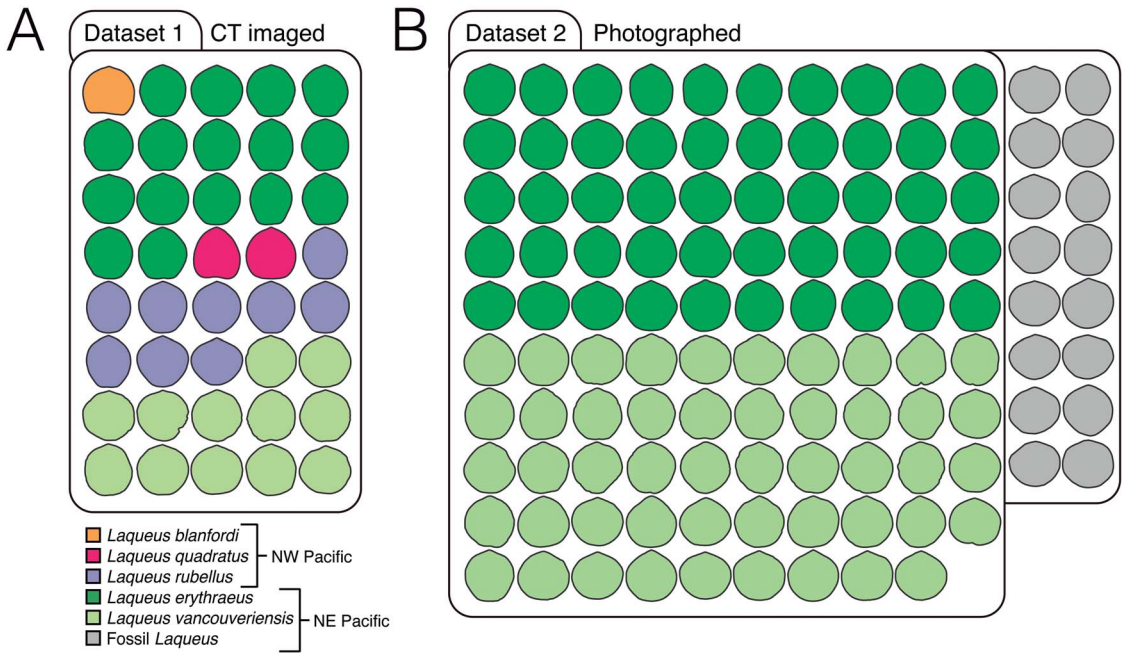 A
Dataset 1
CT imaged
B
Dataset 2
Photographed
Laqueus blanfordi
Laqueus quadratus
Laqueus rubellus
NW Pacific
Laqueus erythraeus
Laqueus vancouveriensis
Fossil Laqueus
NE Pacific